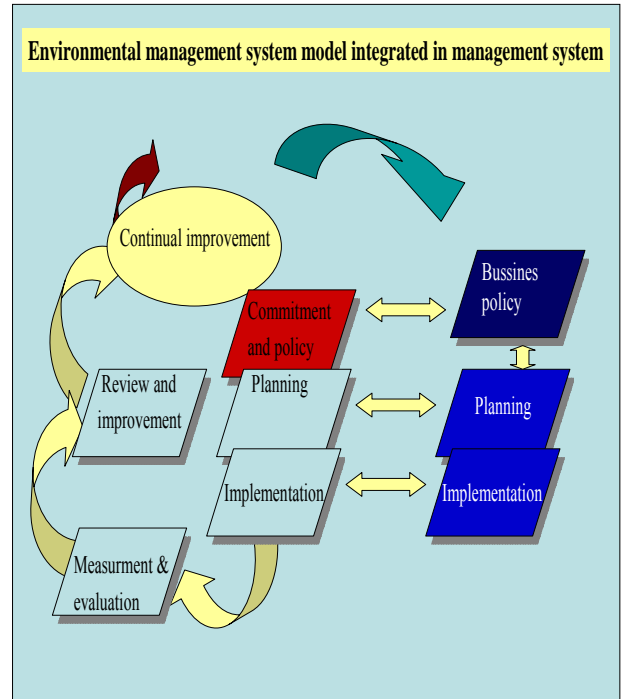 Environmental management system model integrated in management system
Continual improvement
Bussines
policy
Commitment
and policy
Review and
improvement
Planning
Planning
Implementation
Implementation
Measurment &
evaluation